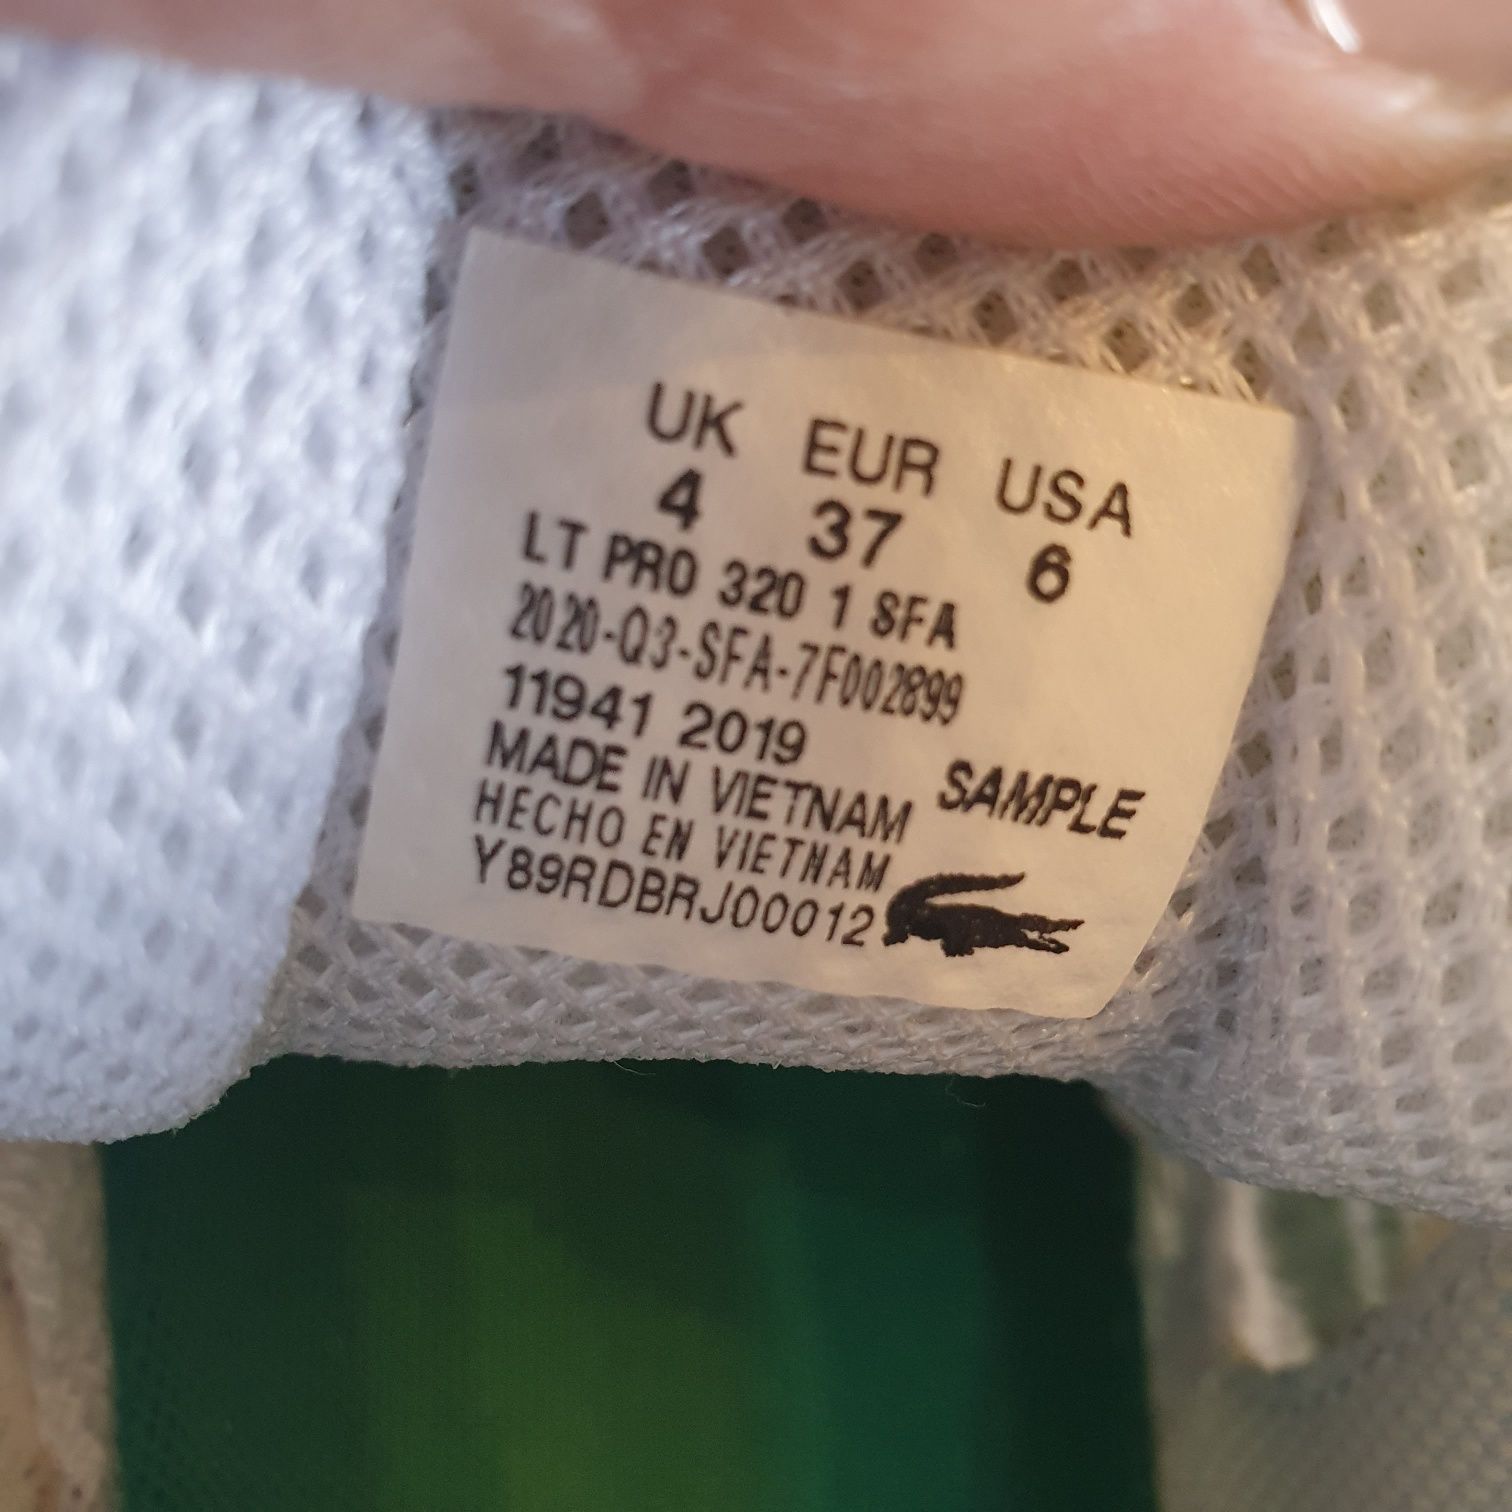 UK EUR USA
4 37 6
LT PRO 320 1 SFA
2020-Q3-SFA-7F002899
11941 2019
MADE IN VIETNAM
SAMPLE
HECHO EN VIETNAM
Y89RDBRJ00012